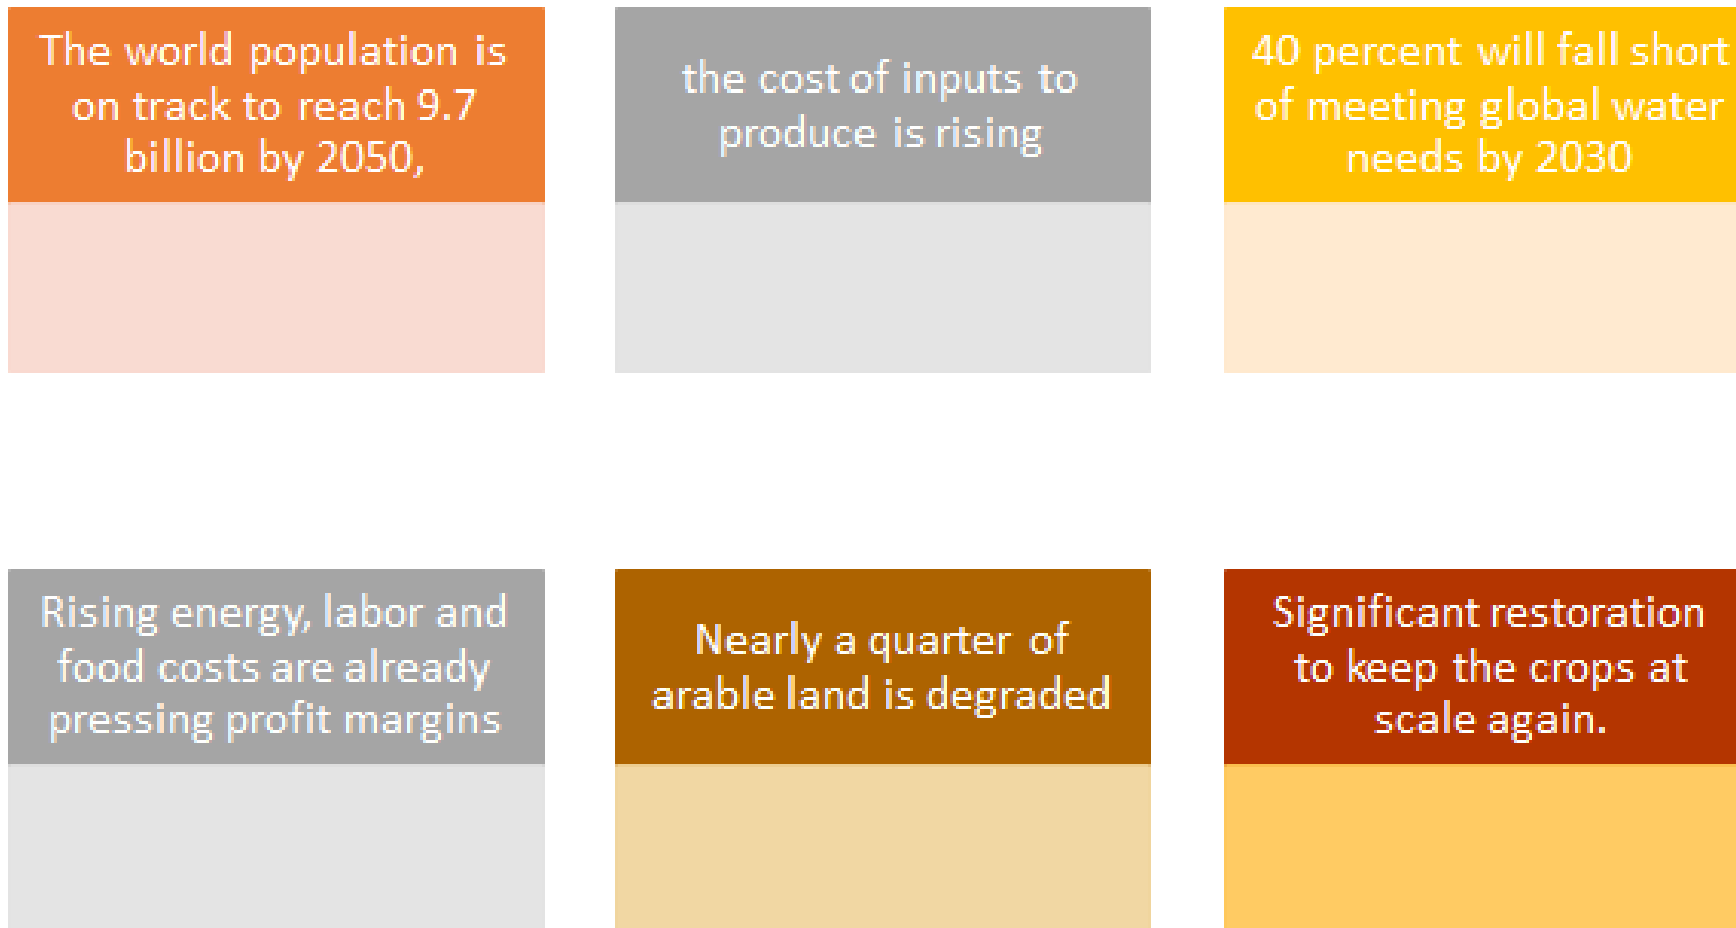 The world population is
on track to reach 9.7
billion by 2050,
the cost of inputs to
produce is rising
40 percent will fall short
of meeting global water
needs by 2030
Rising energy, labor and
food costs are already
pressing profit margins
Nearly a quarter of
arable land is degraded
Significant restoration
to keep the crops at
scale again.